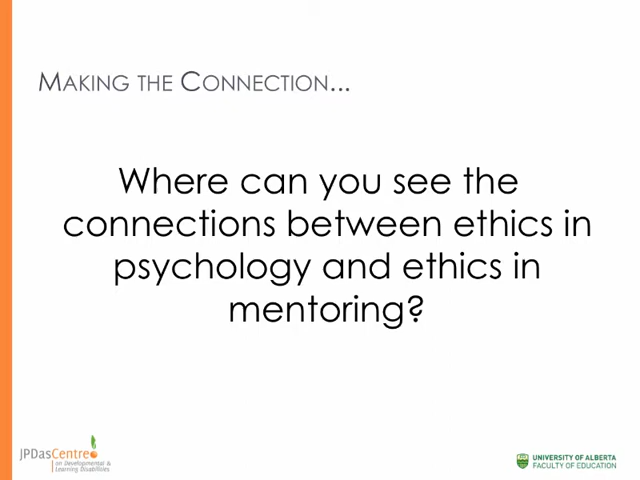 MAKING THE CONNECTION...
Where can you see the
connections between ethics in
psychology and ethics in
mentoring?
JPDasCentre
on Developmental &
Learning Disabilities
UNIVERSITY OF ALBERTA
FACULTY OF EDUCATION